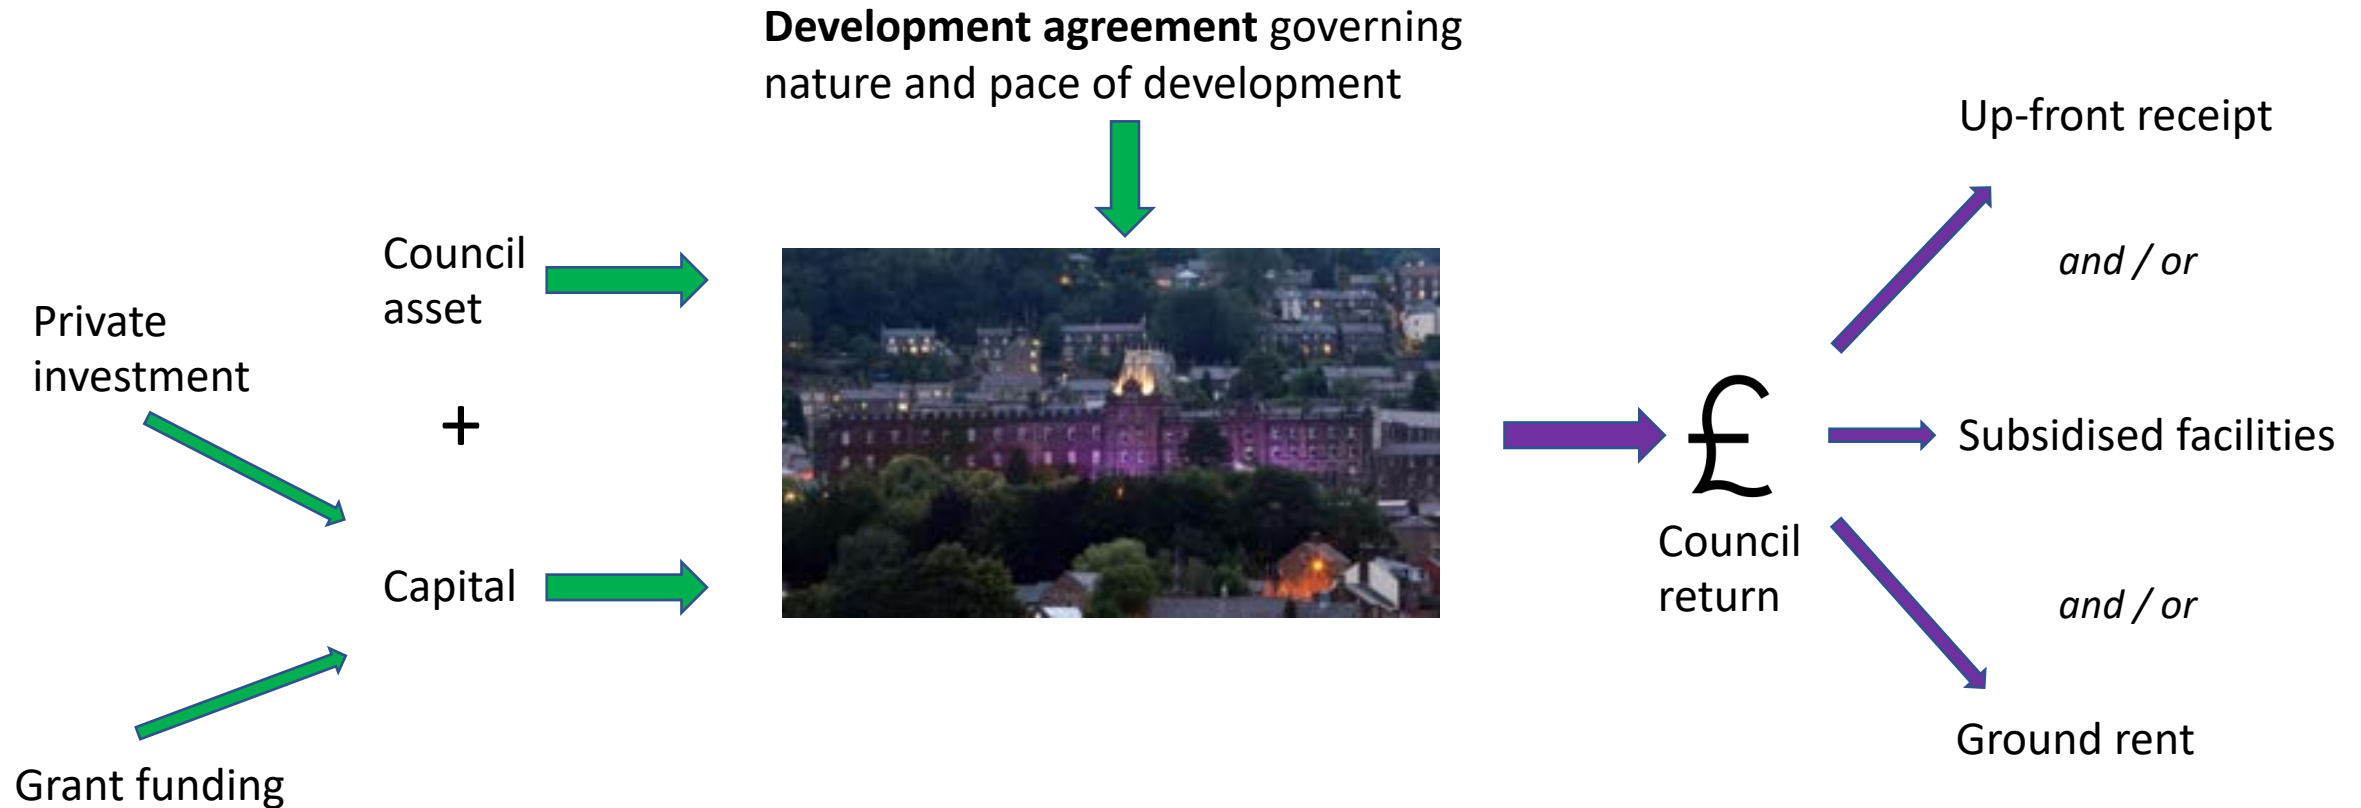 Development agreement governing
nature and pace of development
Up-front receipt
Council
asset
and / or
Private
investment
+
£
Subsidised facilities
Council
return
Capital
and / or
Ground rent
Grant funding